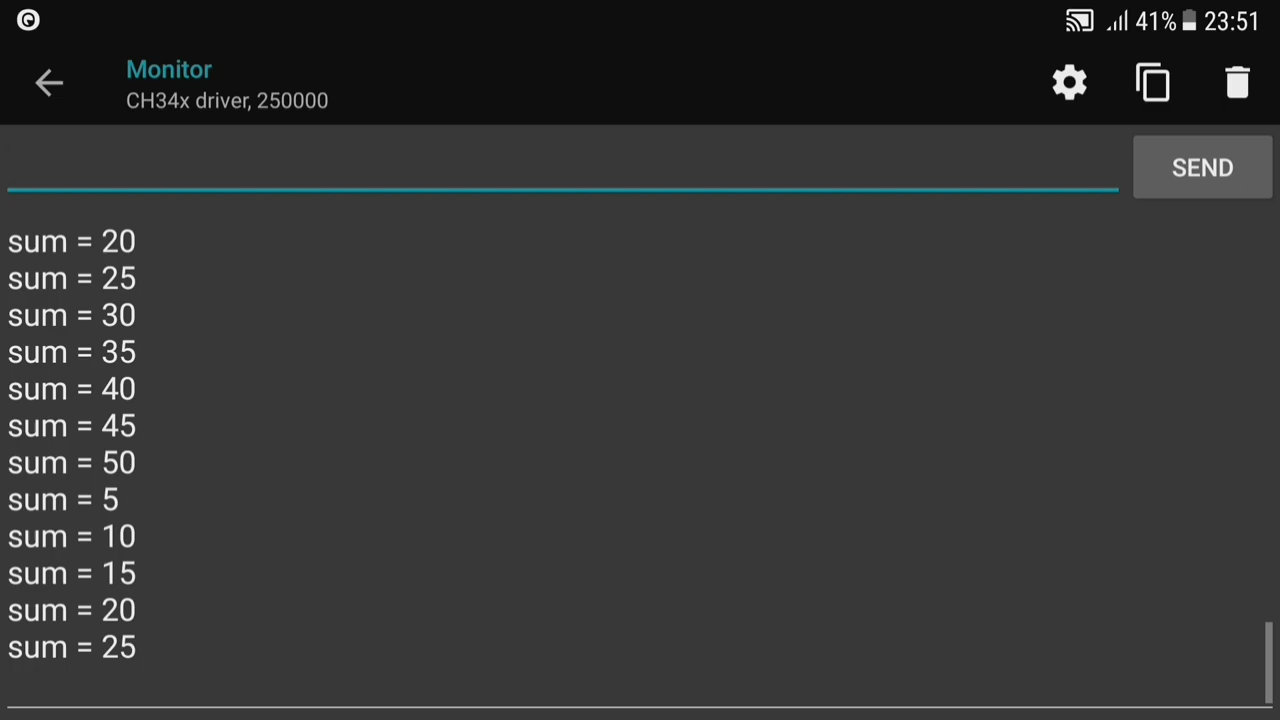 41% 23:51
Monitor
CH34x driver, 250000
SEND
sum = 20
sum = 25
sum = 30
sum = 35
sum = 40
sum = 45
sum = 50
sum = 5
sum = 10
sum = 15
sum = 20
sum = 25